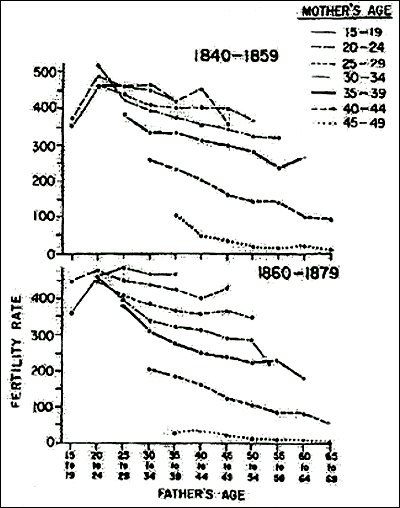 MOTHER'S AGE
15-19
20-24
25-29
30-34
35-39
40-44
45-49
1840-1859
500
400
300
200
100
0
1860-1879
400
300
200
100
0
FERTILITY RATE
15 TO 19
20 TO 24
25 TO 29
30 TO 34
35 TO 39
40 TO 44
45 TO 49
50 TO 54
55 TO 59
60 TO 64
65 TO 69
FATHER'S AGE